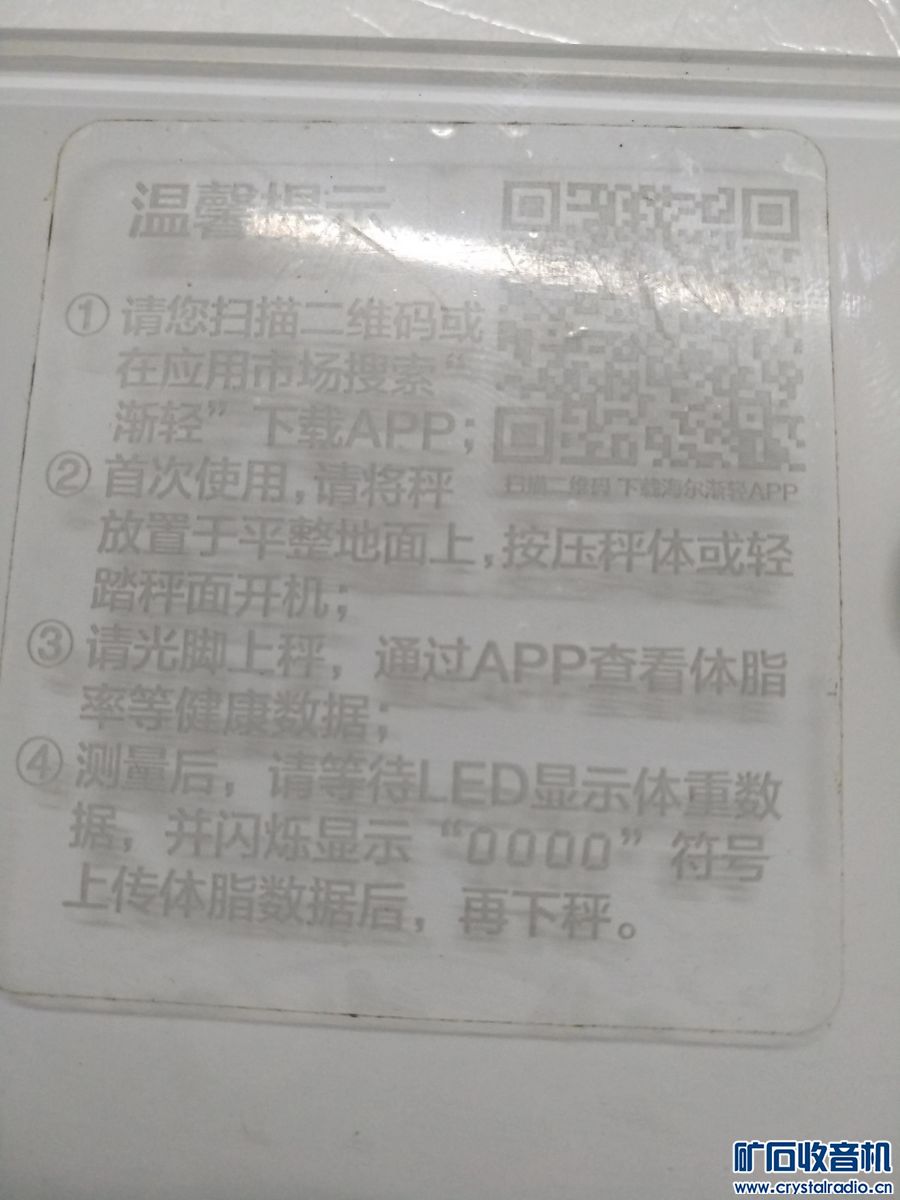 温馨提示
①请您扫描二维码或
在应用市场搜索“
渐轻”下载APP；
扫描二维码 下载海尔渐轻APP
②首次使用，请将秤
放置于平整地面上，按压秤体或轻
踏秤面开机；
③请光脚上秤，通过APP查看体脂
率等健康数据；
④测量后，请等待LED显示体重数
据，并闪烁显示“0000”符号
上传体脂数据后，再下秤。
矿石收音机
www.crystalradio.cn